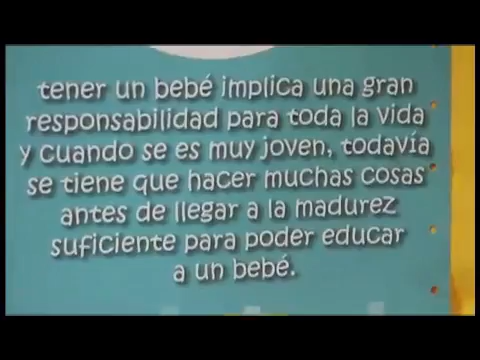 tener un bebé implica una gran
responsabilidad para toda la vida
y cuando se es muy joven, todavía
se tiene que hacer muchas cosas
antes de llegar a la madurez
suficiente para poder educar
a un bebé.